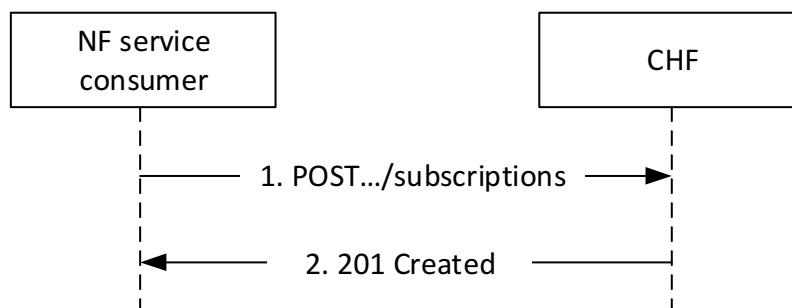 NF service
consumer
CHF
1. POST…/subscriptions
2. 201 Created